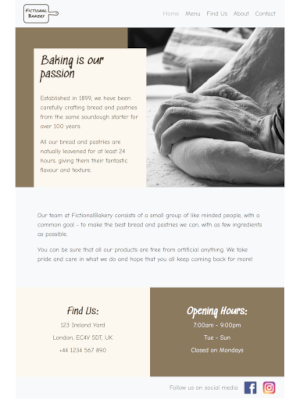 Fictional
Bakery
Home Menu Find Us About Contact
Baking is our
passion
Established in 1899, we have been
carefully crafting bread and pastries
from the same sourdough starter for
over 100 years.
All our bread and pastries are
natually leavened for at least 24
hours, giving them their fantastic
flavour and texture.
Our team at FictionalBakery consists of a small group of like minded people, with a
common goal - to make the best bread and pastries we can, with as few ingredients
as possible.
You can be sure that all our products are free from artificial anything. We take
pride and care in what we do and hope that you all keep coming back for more!
Find Us:
123 Ireland Yard
London, EC4V 5DT, UK
+44 1234 567 890
Opening Hours:
7:00am - 9:00pm
Tue - Sun
Closed on Mondays
Follow us on social media: